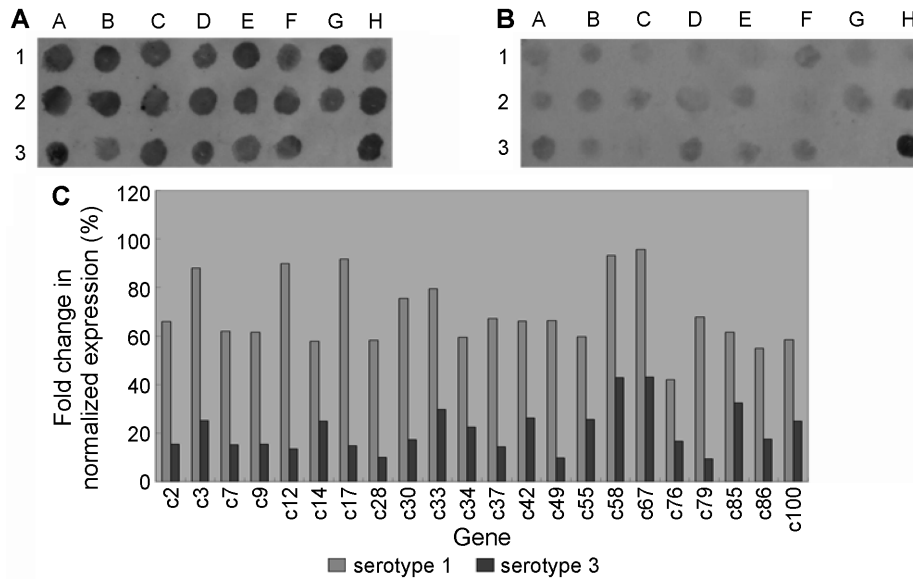 A
A B C D E F G H
1
2
3
B
A B C D E F G H
1
2
3
C
Fold change in
normalized expression (%)
120
100
80
60
40
20
0
c2 c3 c7 c9 c12 c14 c17 c28 c30 c33 c34 c37 c42 c49 c55 c58 c67 c76 c79 c85 c86 c100
Gene
serotype 1 serotype 3